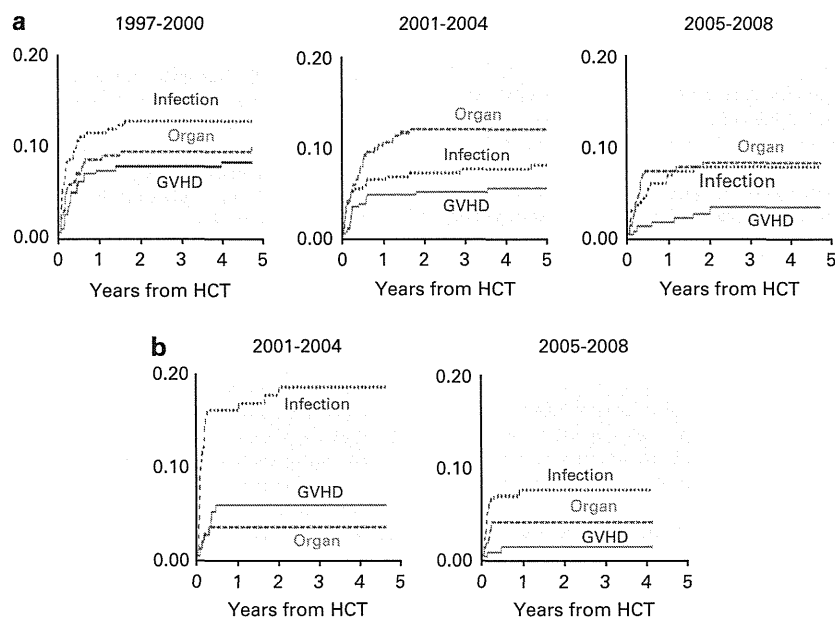 a
1997-2000
2001-2004
2005-2008
0.20
0.10
0.00
Infection
Organ
GVHD
0 1 2 3 4 5
Years from HCT
0.20
0.10
0.00
Organ
Infection
GVHD
0 1 2 3 4 5
Years from HCT
0.20
0.10
0.00
Organ
Infection
GVHD
0 1 2 3 4 5
Years from HCT
b
2001-2004
2005-2008
0.20
0.10
0.00
Infection
GVHD
Organ
0 1 2 3 4 5
Years from HCT
0.20
0.10
0.00
Infection
Organ
GVHD
0 1 2 3 4 5
Years from HCT